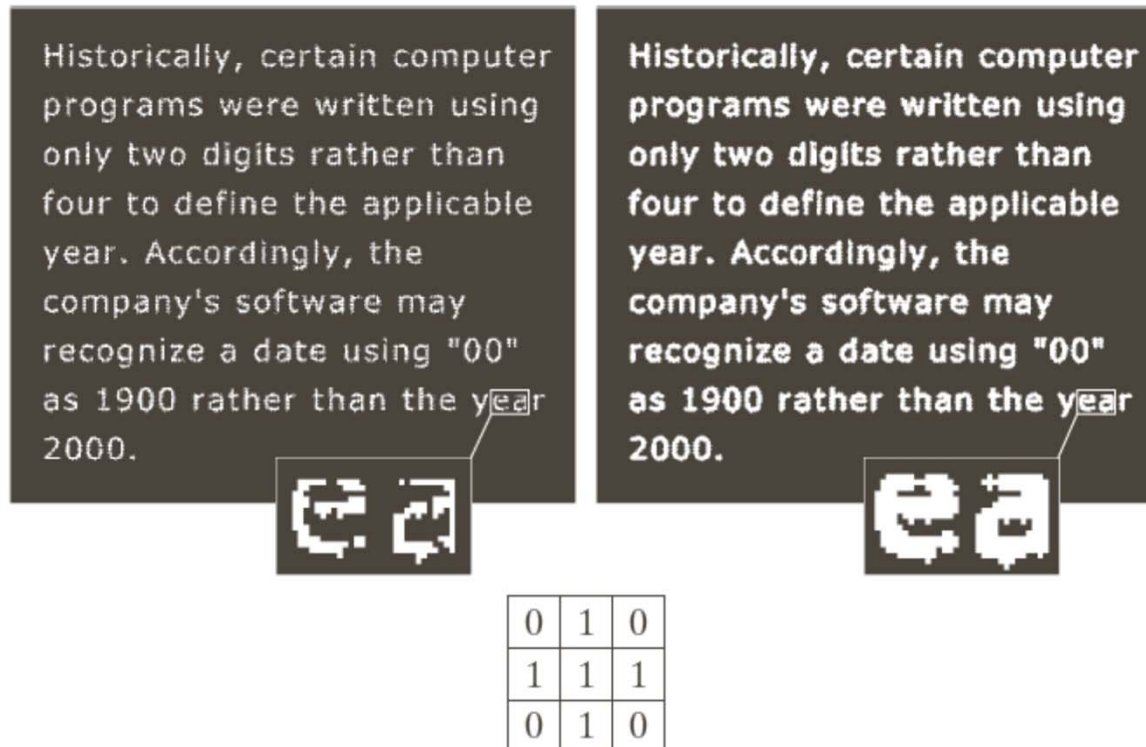 Historically, certain computer
programs were written using
only two digits rather than
four to define the applicable
year. Accordingly, the
company's software may
recognize a date using "00"
as 1900 rather than the year
2000.
ea
Historically, certain computer
programs were written using
only two digits rather than
four to define the applicable
year. Accordingly, the
company's software may
recognize a date using "00"
as 1900 rather than the year
2000.
ea
0 1 0
1 1 1
0 1 0